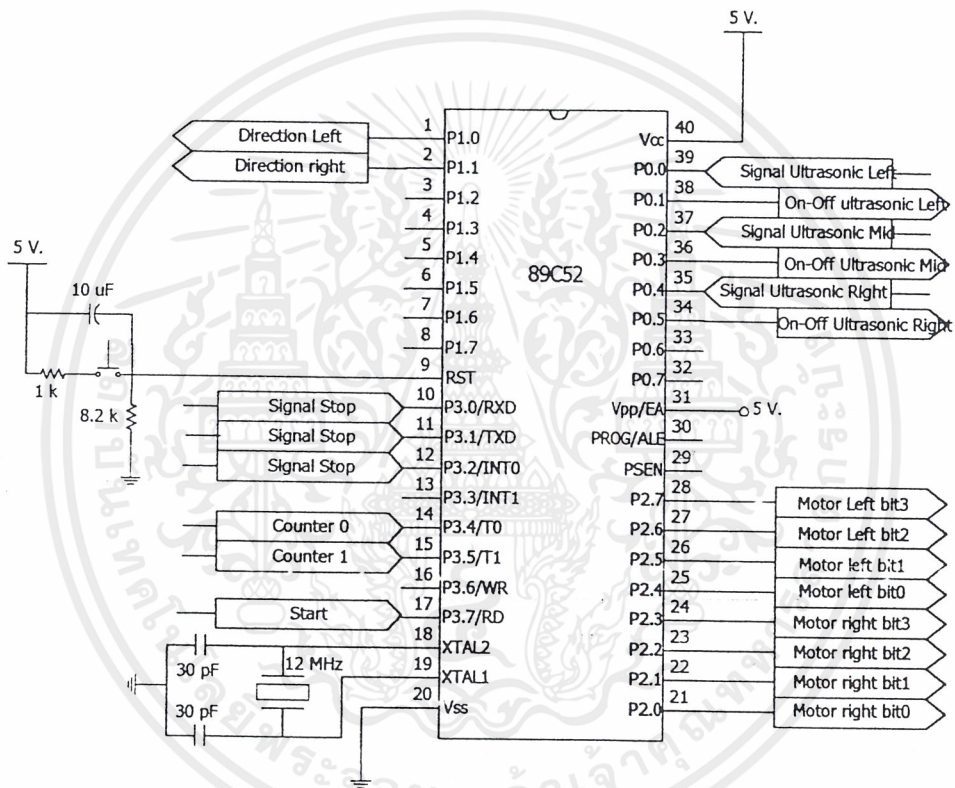 5 V.
Direction Left
1
P1.0
Direction right
2
P1.1
3
P1.2
4
P1.3
5
P1.4
6
P1.5
7
P1.6
8
P1.7
9
RST
5 V.
10 uF
1 k
8.2 k
Signal Stop
10
P3.0/RXD
Signal Stop
11
P3.1/TXD
Signal Stop
12
P3.2/INT0
13
P3.3/INT1
Counter 0
14
P3.4/T0
Counter 1
15
P3.5/T1
16
P3.6/WR
Start
17
P3.7/RD
18
XTAL2
19
XTAL1
20
Vss
30 pF
12 MHz
30 pF
89C52
Vcc
40
P0.0
39
Signal Ultrasonic Left
P0.1
38
On-Off ultrasonic Left
P0.2
37
Signal Ultrasonic Mid
P0.3
36
On-Off Ultrasonic Mid
P0.4
35
Signal Ultrasonic Right
P0.5
34
On-Off Ultrasonic Right
P0.6
33
P0.7
32
Vpp/EA
31
5 V.
PROG/ALE
30
PSEN
29
P2.7
28
Motor Left bit3
P2.6
27
Motor Left bit2
P2.5
26
Motor left bit1
P2.4
25
Motor left bit0
P2.3
24
Motor right bit3
P2.2
23
Motor right bit2
P2.1
22
Motor right bit1
P2.0
21
Motor right bit0